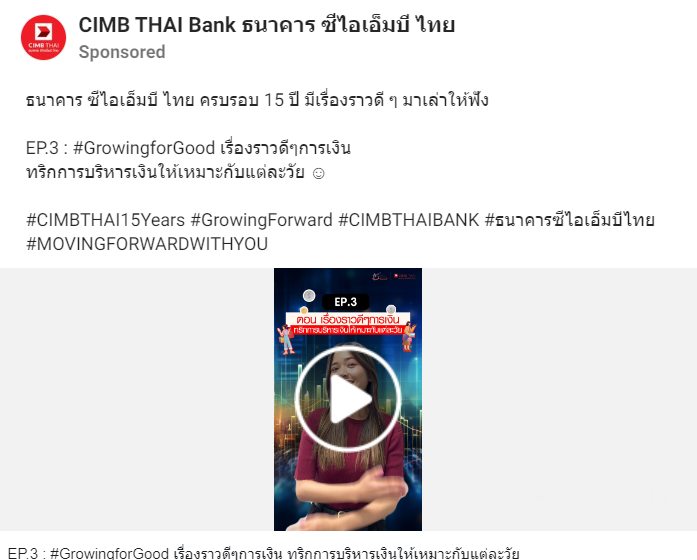 CIMB THAI Bank ธนาคาร ซีไอเอ็มบี ไทย
Sponsored
CIMB THAI
ธนาคาร ซีไอเอ็มบี ไทย ครบรอบ 15 ปี มีเรื่องราวดี ๆ มาเล่าให้ฟัง
EP.3 : #GrowingforGood เรื่องราวดีๆการเงิน
ทริกการบริหารเงินให้เหมาะกับแต่ละวัย ☺
#CIMBTHAI15Years #GrowingForward #CIMBTHAIBANK #ธนาคารซีไอเอ็มบีไทย
#MOVINGFORWARDWITHYOU
EP.3
ตอน เรื่องราวดีๆการเงิน
ทริกการบริหารเงินให้เหมาะกับแต่ละวัย
EP.3 : #GrowingforGood เรื่องราวดีๆการเงิน ทริกการบริหารเงินให้เหมาะกับแต่ละวัย